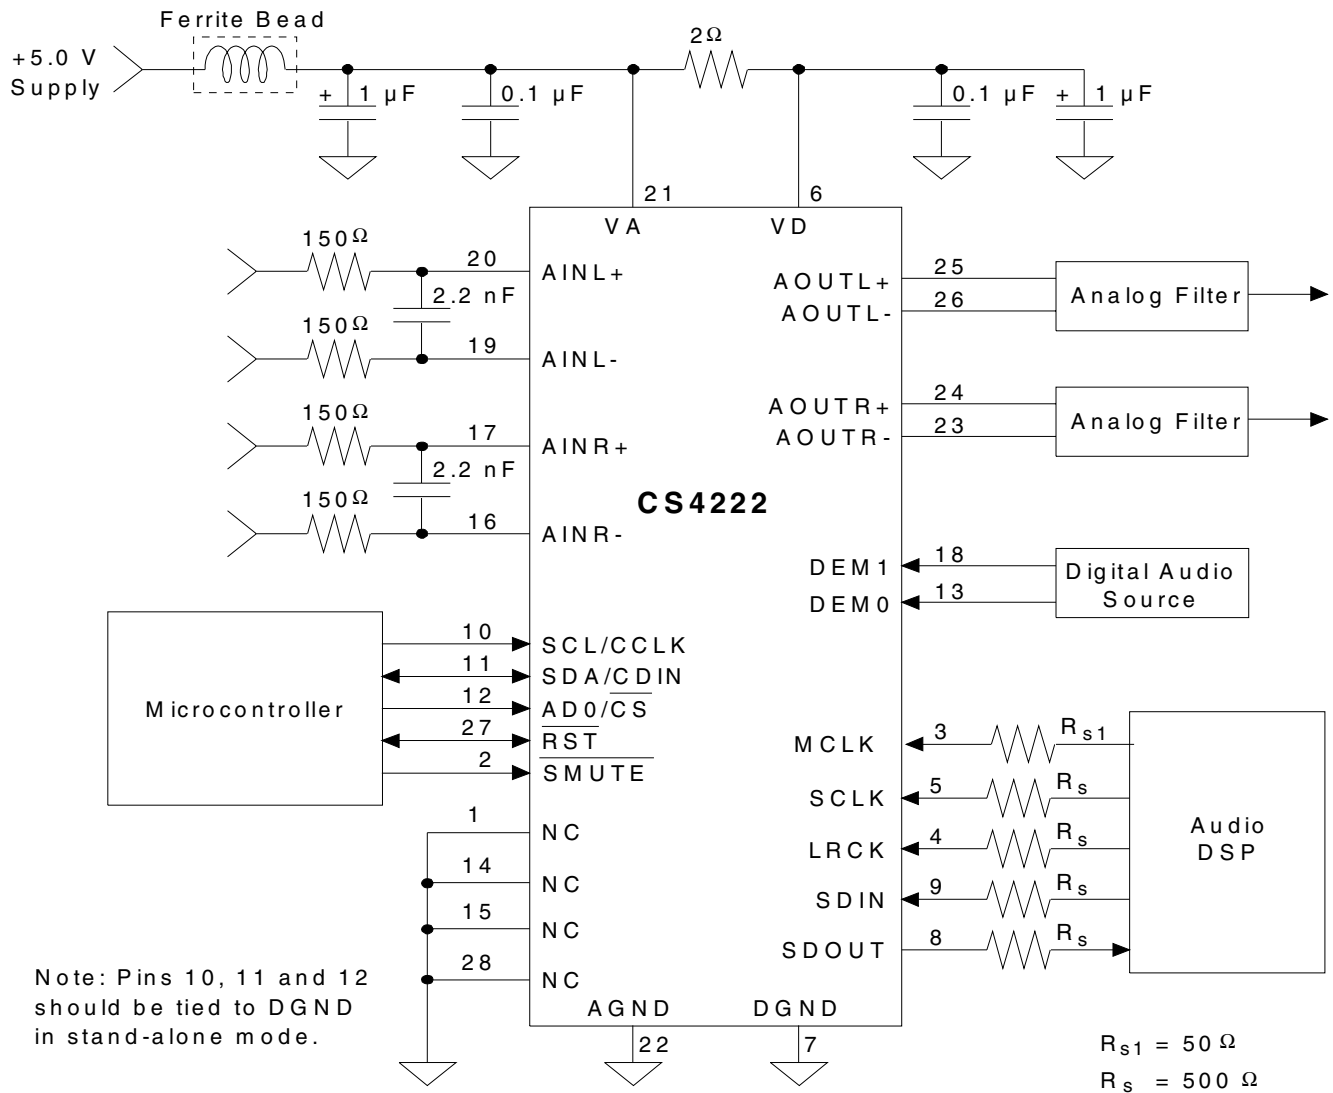 Ferrite Bead
+5.0 V
Supply
+ 1 µF
0.1 µF
2Ω
0.1 µF
+ 1 µF
21
6
VA
VD
150Ω
20
AINL+
2.2 nF
150Ω
19
AINL-
150Ω
17
AINR+
2.2 nF
150Ω
16
AINR-
AOUTL+
25
AOUTL-
26
Analog Filter
AOUTR+
24
AOUTR-
23
Analog Filter
CS4222
DEM1
18
DEM0
13
Digital Audio
Source
Microcontroller
10
SCL/CCLK
11
SDA/CDIN
12
AD0/CS
27
RST
2
SMUTE
1
NC
14
NC
15
NC
28
NC
MCLK
3
Rs1
SCLK
5
Rs
LRCK
4
Rs
SDIN
9
Rs
SDOUT
8
Rs
Audio
DSP
AGND
DGND
22
7
Note: Pins 10, 11 and 12
should be tied to DGND
in stand-alone mode.
Rs1 = 50 Ω
Rs = 500 Ω